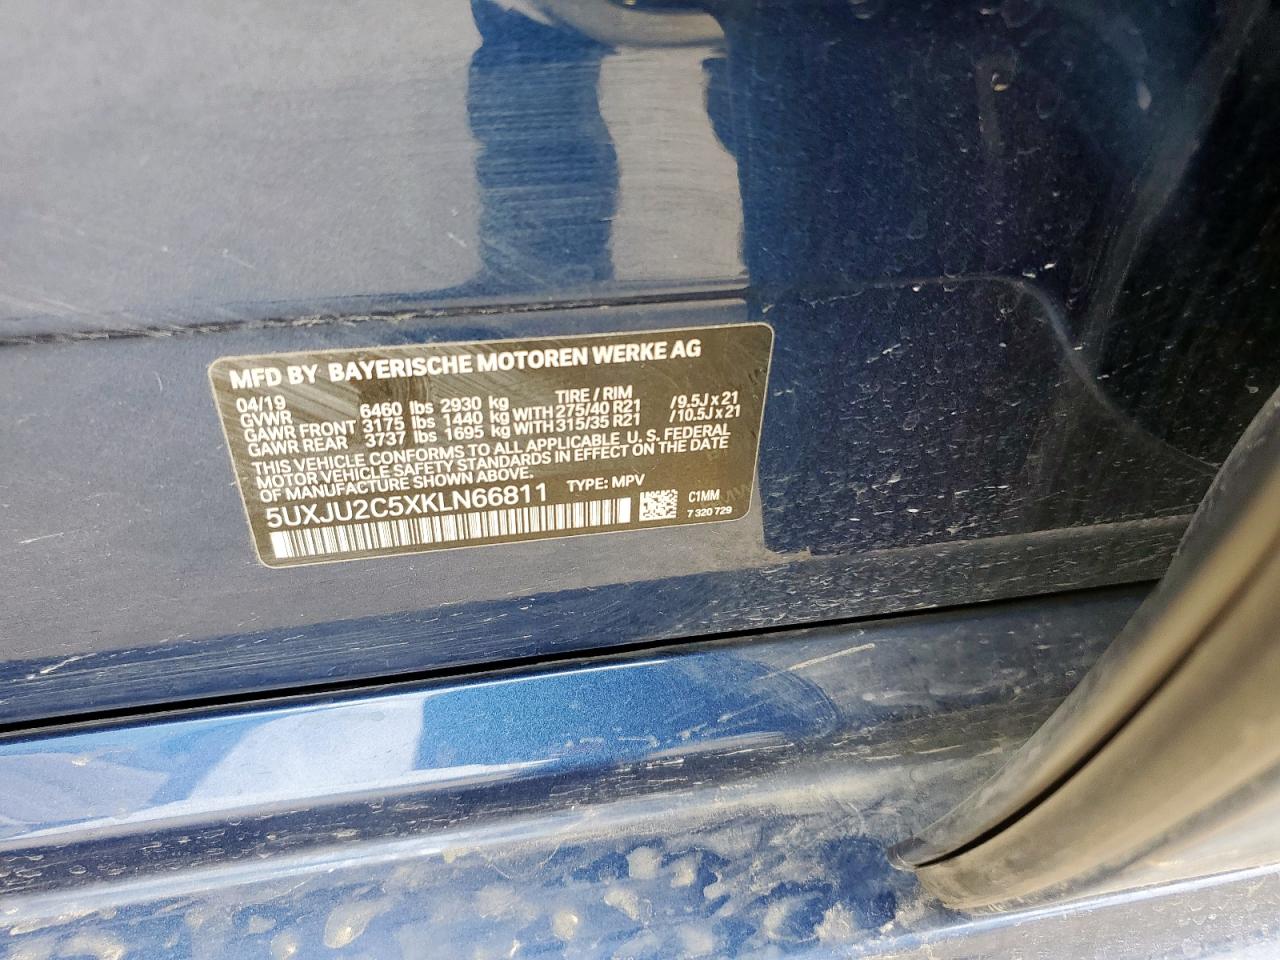 MFD BY BAYERISCHE MOTOREN WERKE AG
04/19 TIRE / RIM
GVWR 6460 lbs 2930 kg
GAWR FRONT 3175 lbs 1440 kg WITH 275/40 R21 /9.5J x 21
GAWR REAR 3737 lbs 1695 kg WITH 315/35 R21 /10.5J x 21
THIS VEHICLE CONFORMS TO ALL APPLICABLE U. S. FEDERAL
MOTOR VEHICLE SAFETY STANDARDS IN EFFECT ON THE DATE
OF MANUFACTURE SHOWN ABOVE.
5UXJU2C5XKLN66811 TYPE: MPV
C1MM
7 320 729